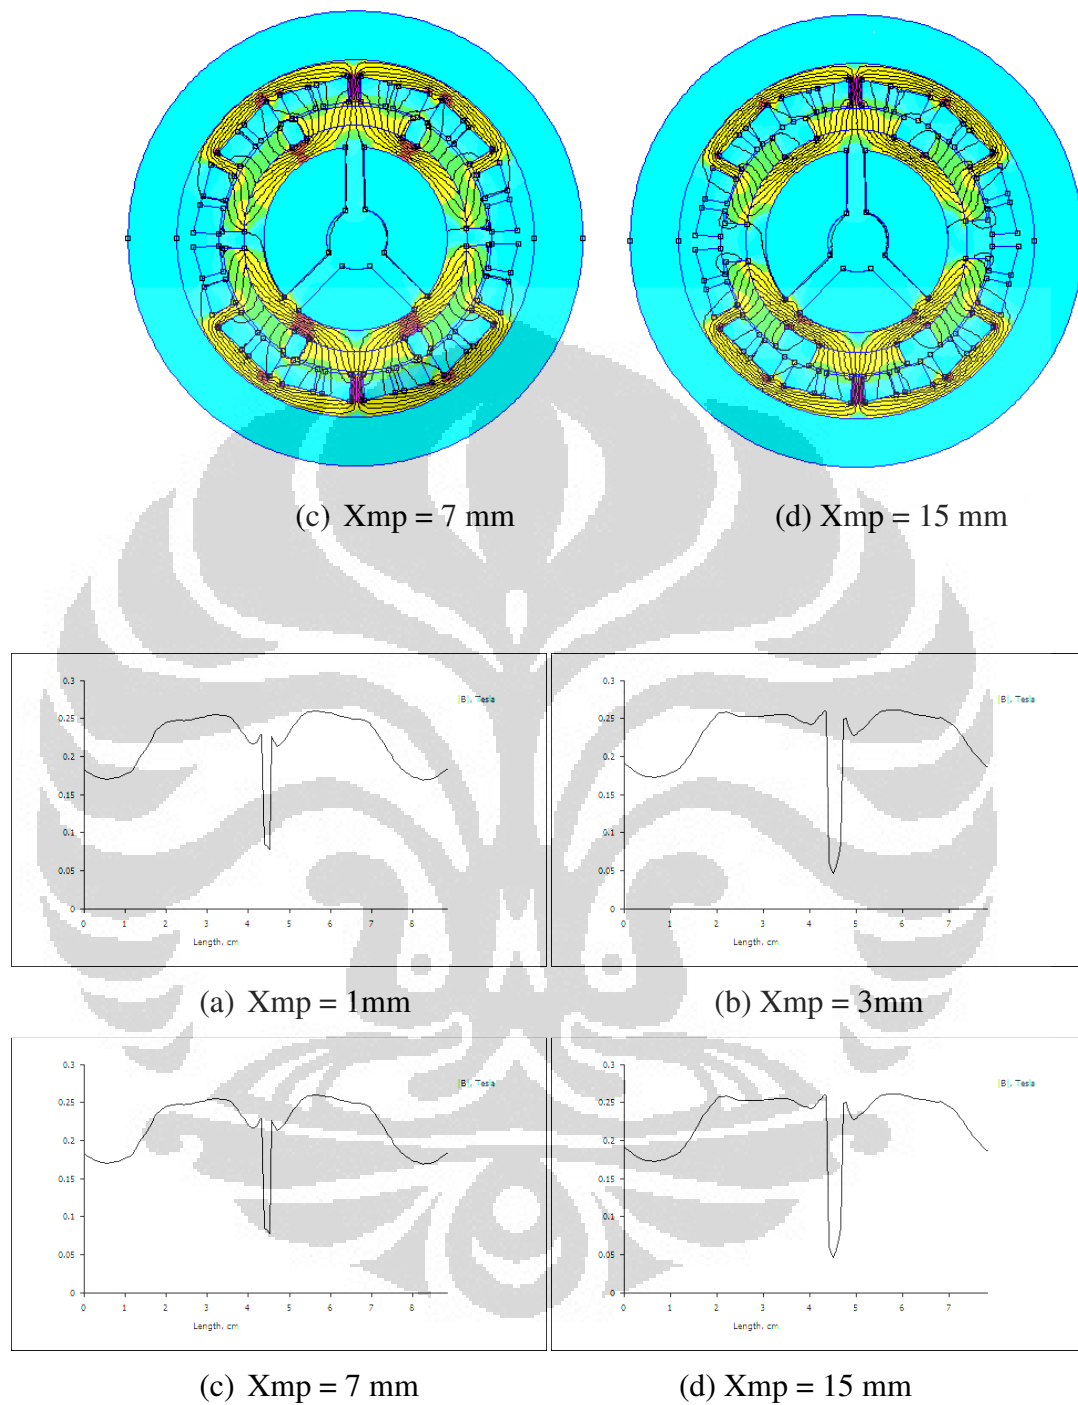 (c) Xmp = 7 mm
(d) Xmp = 15 mm
0.3
0.25
0.2
0.15
0.1
0.05
0
0 1 2 3 4 5 6 7 8
Length, cm
|B|, Tesla
0.3
0.25
0.2
0.15
0.1
0.05
0
0 1 2 3 4 5 6 7
Length, cm
|B|, Tesla
(a) Xmp = 1mm
(b) Xmp = 3mm
0.3
0.25
0.2
0.15
0.1
0.05
0
0 1 2 3 4 5 6 7 8
Length, cm
|B|, Tesla
0.3
0.25
0.2
0.15
0.1
0.05
0
0 1 2 3 4 5 6 7
Length, cm
|B|, Tesla
(c) Xmp = 7 mm
(d) Xmp = 15 mm